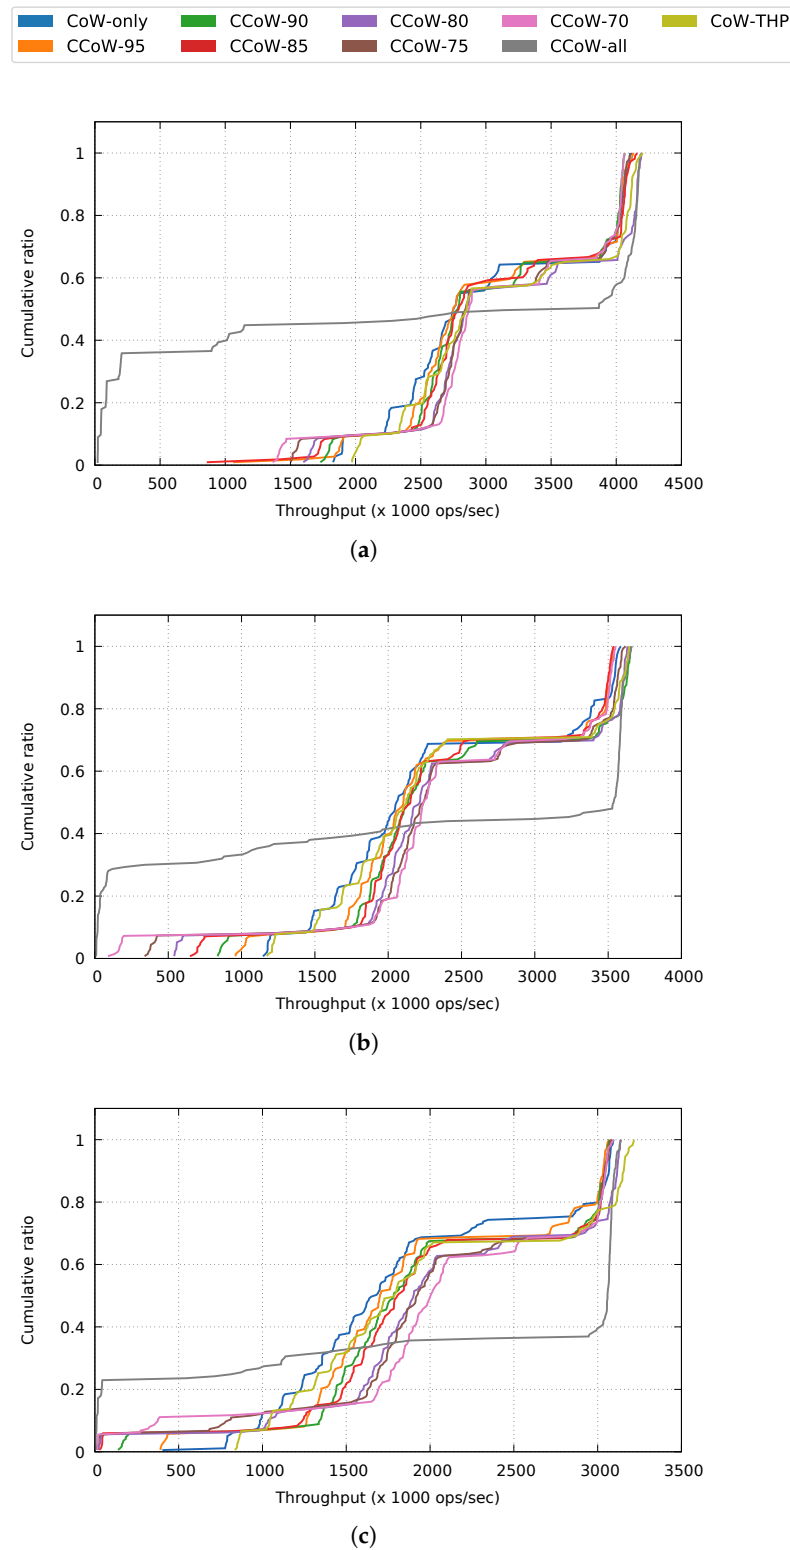 CoW-only CCoW-90 CCoW-80 CCoW-70 CoW-THP
CCoW-95 CCoW-85 CCoW-75 CCoW-all
1
0.8
0.6
0.4
0.2
0
Cumulative ratio
0 500 1000 1500 2000 2500 3000 3500 4000 4500
Throughput (x 1000 ops/sec)
(a)
1
0.8
0.6
0.4
0.2
0
Cumulative ratio
0 500 1000 1500 2000 2500 3000 3500 4000
Throughput (x 1000 ops/sec)
(b)
1
0.8
0.6
0.4
0.2
0
Cumulative ratio
0 500 1000 1500 2000 2500 3000 3500
Throughput (x 1000 ops/sec)
(c)